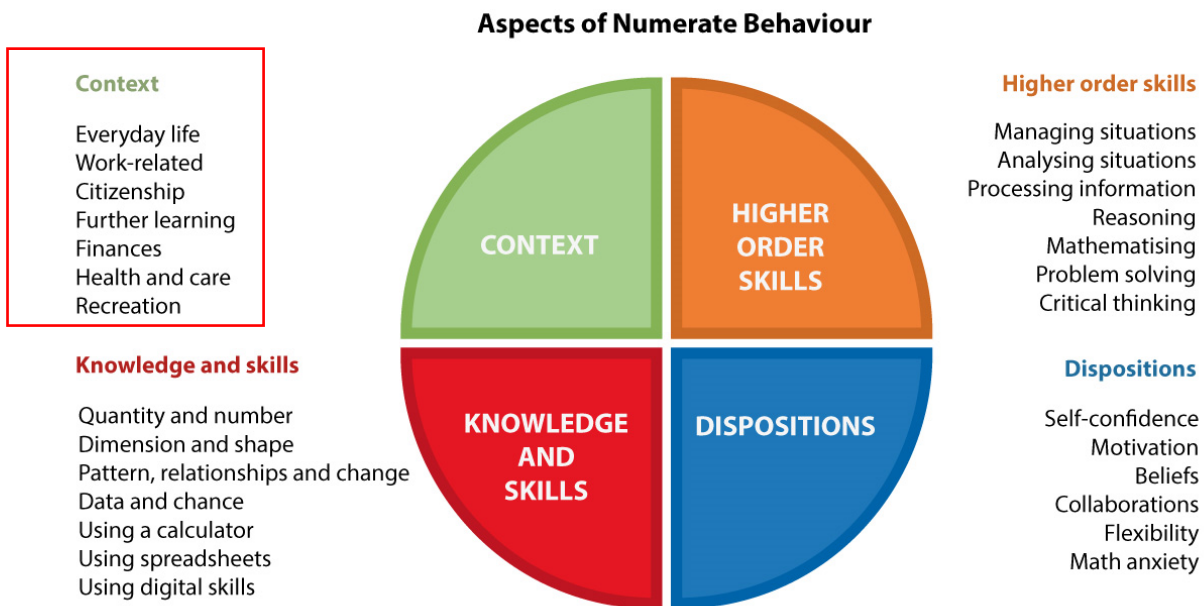 Aspects of Numerate Behaviour
Context
Everyday life
Work-related
Citizenship
Further learning
Finances
Health and care
Recreation
Higher order skills
Managing situations
Analysing situations
Processing information
Reasoning
Mathematising
Problem solving
Critical thinking
CONTEXT
HIGHER
ORDER
SKILLS
Knowledge and skills
Quantity and number
Dimension and shape
Pattern, relationships and change
Data and chance
Using a calculator
Using spreadsheets
Using digital skills
KNOWLEDGE
AND
SKILLS
DISPOSITIONS
Dispositions
Self-confidence
Motivation
Beliefs
Collaborations
Flexibility
Math anxiety